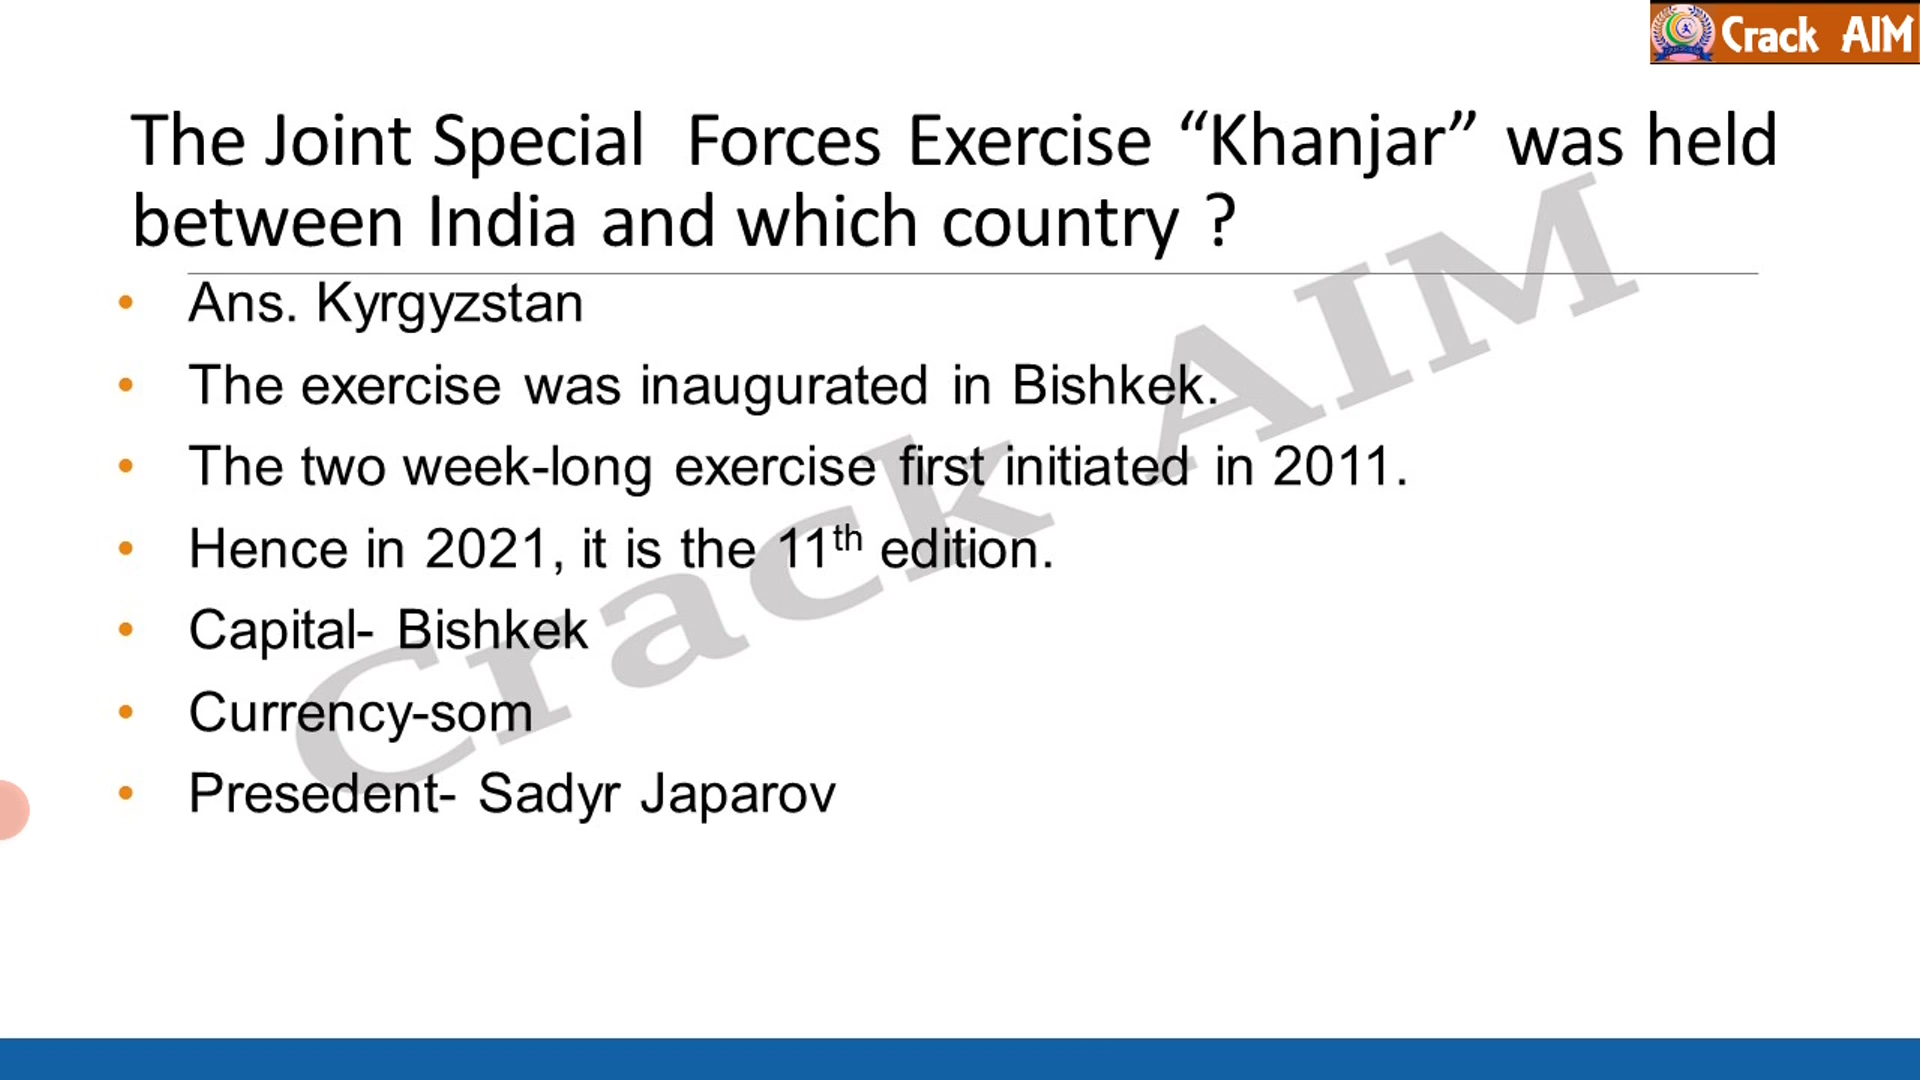 Crack AIM
The Joint Special Forces Exercise “Khanjar” was held
between India and which country ?
• Ans. Kyrgyzstan
• The exercise was inaugurated in Bishkek.
• The two week-long exercise first initiated in 2011.
• Hence in 2021, it is the 11th edition.
• Capital- Bishkek
• Currency-som
• Presedent- Sadyr Japarov
Crack AIM